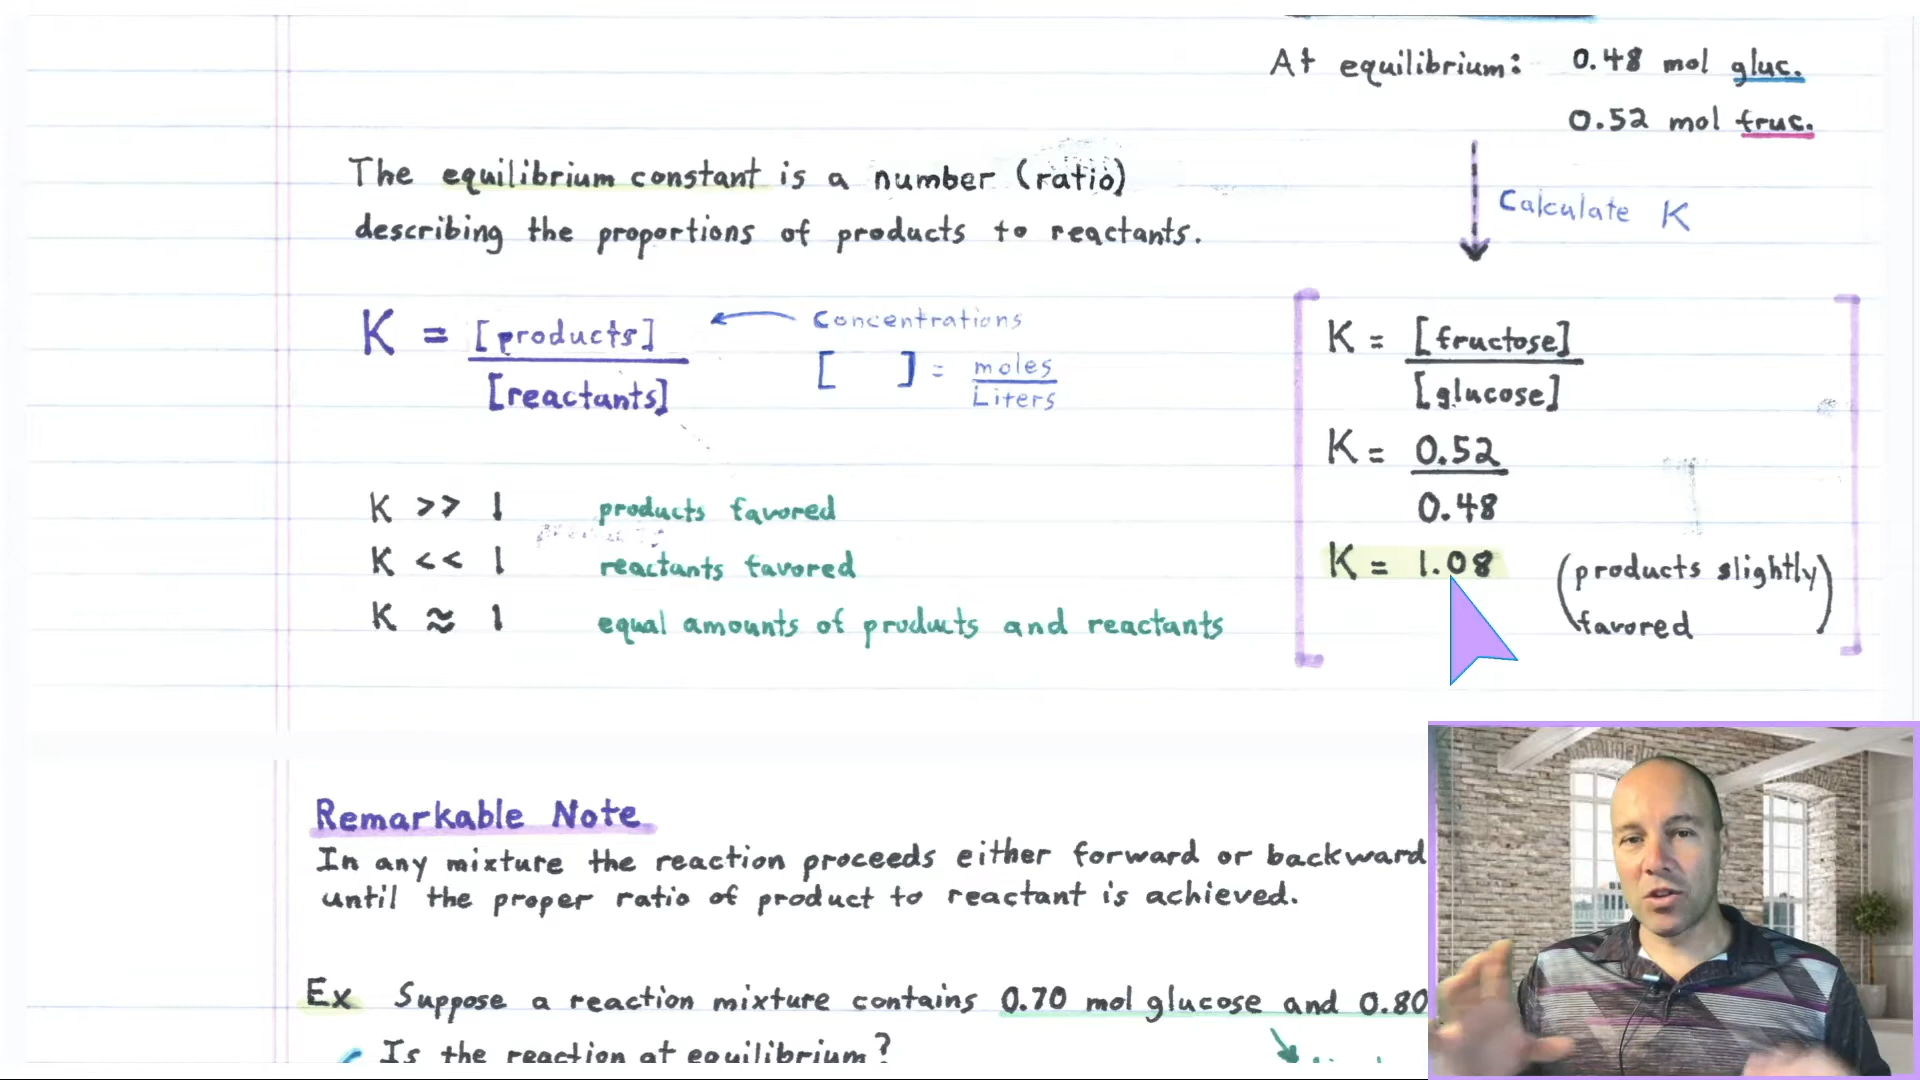 At equilibrium: 0.48 mol gluc.
0.52 mol fruc.
The equilibrium constant is a number (ratio)
describing the proportions of products to reactants.
Calculate K
K = [products]
[reactants]
Concentrations
[ ] = moles
Liters
K >> 1 products favored
K << 1 reactants favored
K ≈ 1 equal amounts of products and reactants
K = [fructose]
[glucose]
K = 0.52
0.48
K = 1.08 (products slightly
favored)
Remarkable Note
In any mixture the reaction proceeds either forward or backward
until the proper ratio of product to reactant is achieved.
Ex Suppose a reaction mixture contains 0.70 mol glucose and 0.80
Is the reaction at equilibrium?